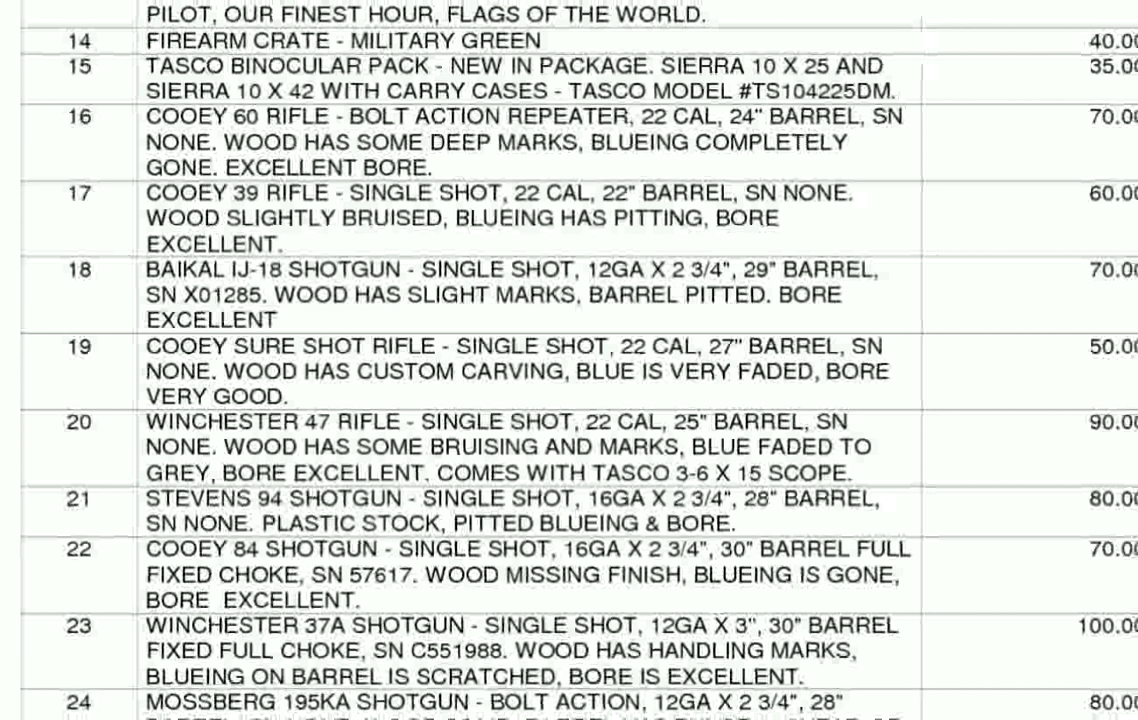 PILOT, OUR FINEST HOUR, FLAGS OF THE WORLD.
14 FIREARM CRATE - MILITARY GREEN 40.00
15 TASCO BINOCULAR PACK - NEW IN PACKAGE. SIERRA 10 X 25 AND 35.00
SIERRA 10 X 42 WITH CARRY CASES - TASCO MODEL #TS104225DM.
16 COOEY 60 RIFLE - BOLT ACTION REPEATER, 22 CAL, 24" BARREL, SN 70.00
NONE. WOOD HAS SOME DEEP MARKS, BLUEING COMPLETELY
GONE. EXCELLENT BORE.
17 COOEY 39 RIFLE - SINGLE SHOT, 22 CAL, 22" BARREL, SN NONE. 60.00
WOOD SLIGHTLY BRUISED, BLUEING HAS PITTING, BORE
EXCELLENT.
18 BAIKAL IJ-18 SHOTGUN - SINGLE SHOT, 12GA X 2 3/4", 29" BARREL, 70.00
SN X01285. WOOD HAS SLIGHT MARKS, BARREL PITTED. BORE
EXCELLENT
19 COOEY SURE SHOT RIFLE - SINGLE SHOT, 22 CAL, 27" BARREL, SN 50.00
NONE. WOOD HAS CUSTOM CARVING, BLUE IS VERY FADED, BORE
VERY GOOD.
20 WINCHESTER 47 RIFLE - SINGLE SHOT, 22 CAL, 25" BARREL, SN 90.00
NONE. WOOD HAS SOME BRUISING AND MARKS, BLUE FADED TO
GREY, BORE EXCELLENT. COMES WITH TASCO 3-6 X 15 SCOPE.
21 STEVENS 94 SHOTGUN - SINGLE SHOT, 16GA X 2 3/4", 28" BARREL, 80.00
SN NONE. PLASTIC STOCK, PITTED BLUEING & BORE.
22 COOEY 84 SHOTGUN - SINGLE SHOT, 16GA X 2 3/4", 30" BARREL FULL 70.00
FIXED CHOKE, SN 57617. WOOD MISSING FINISH, BLUEING IS GONE,
BORE EXCELLENT.
23 WINCHESTER 37A SHOTGUN - SINGLE SHOT, 12GA X 3", 30" BARREL 100.00
FIXED FULL CHOKE, SN C551988. WOOD HAS HANDLING MARKS,
BLUEING ON BARREL IS SCRATCHED, BORE IS EXCELLENT.
24 MOSSBERG 195KA SHOTGUN - BOLT ACTION, 12GA X 2 3/4", 28" 80.00